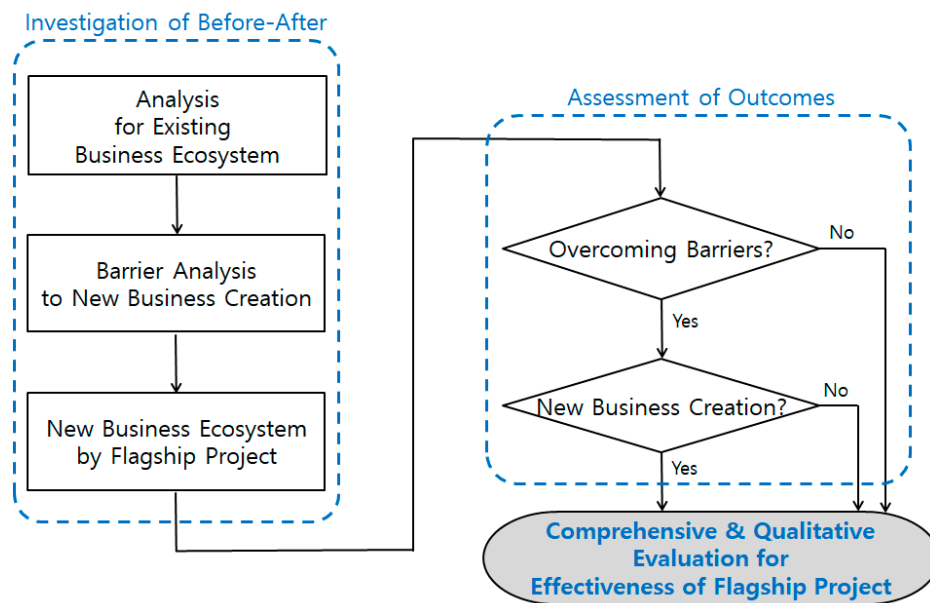 Investigation of Before-After
Analysis
for Existing
Business Ecosystem
Barrier Analysis
to New Business Creation
New Business Ecosystem
by Flagship Project
Assessment of Outcomes
Overcoming Barriers?
No
Yes
New Business Creation?
No
Yes
Comprehensive & Qualitative
Evaluation for
Effectiveness of Flagship Project